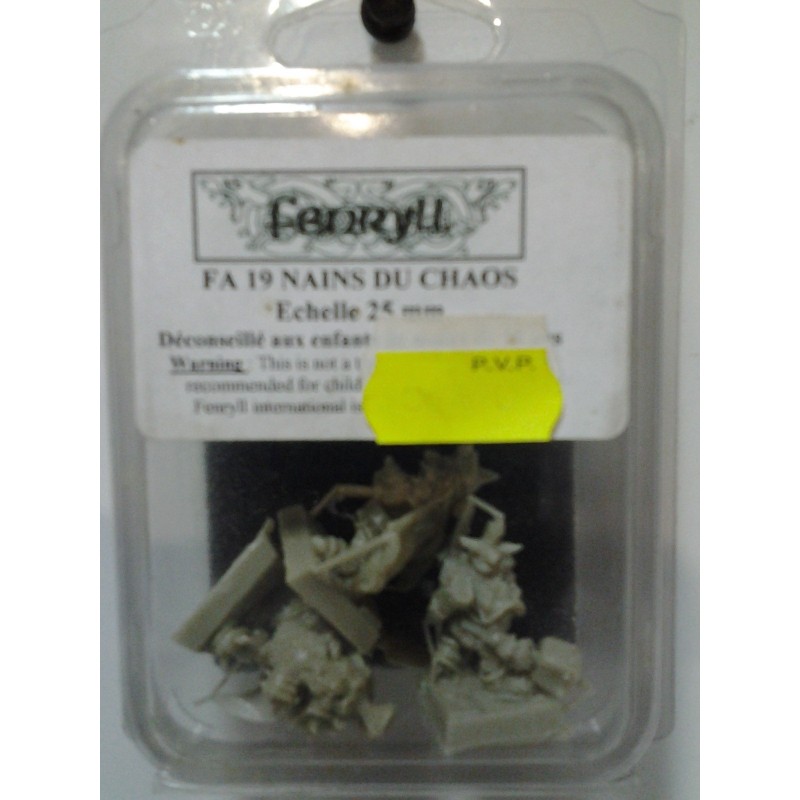 fenryll
FA 19 NAINS DU CHAOS
Echelle 25 mm
Déconseillé aux enfant
Warning : This is not a t
recommended for child
Fenryll international
P.V.P.